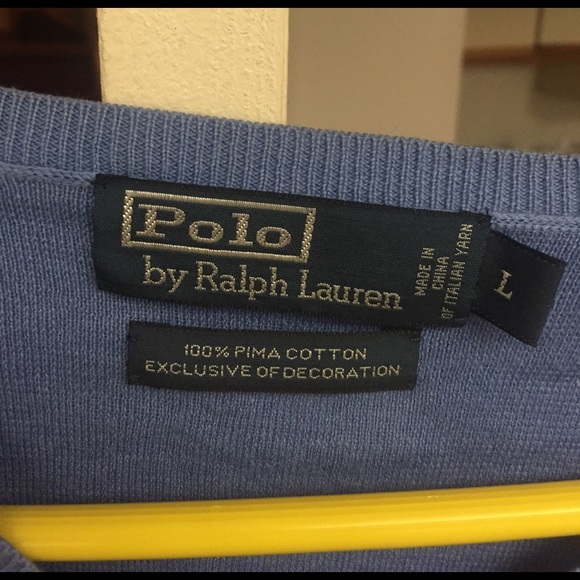 Polo
by Ralph Lauren
MADE IN
CHINA
OF ITALIAN YARN
L
100% PIMA COTTON
EXCLUSIVE OF DECORATION